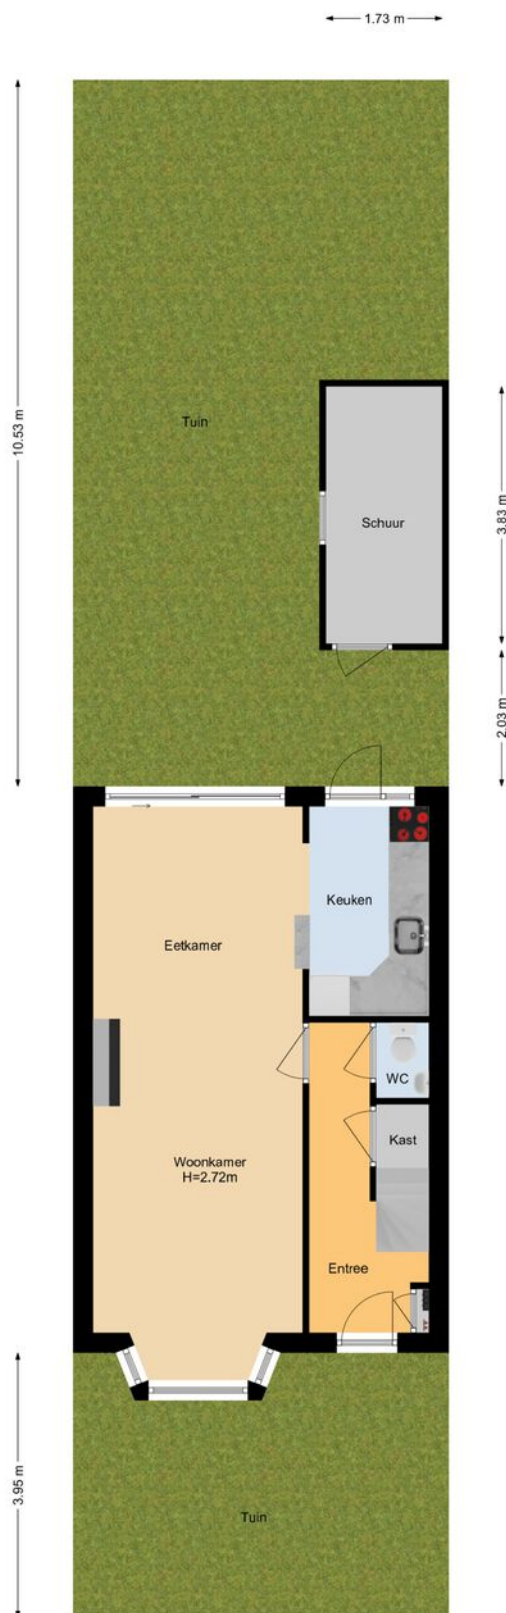 1.73 m
10.53 m
Tuin
3.83 m
Schuur
2.03 m
Keuken
Eetkamer
WC
Kast
Woonkamer
H=2.72m
Entree
3.95 m
Tuin